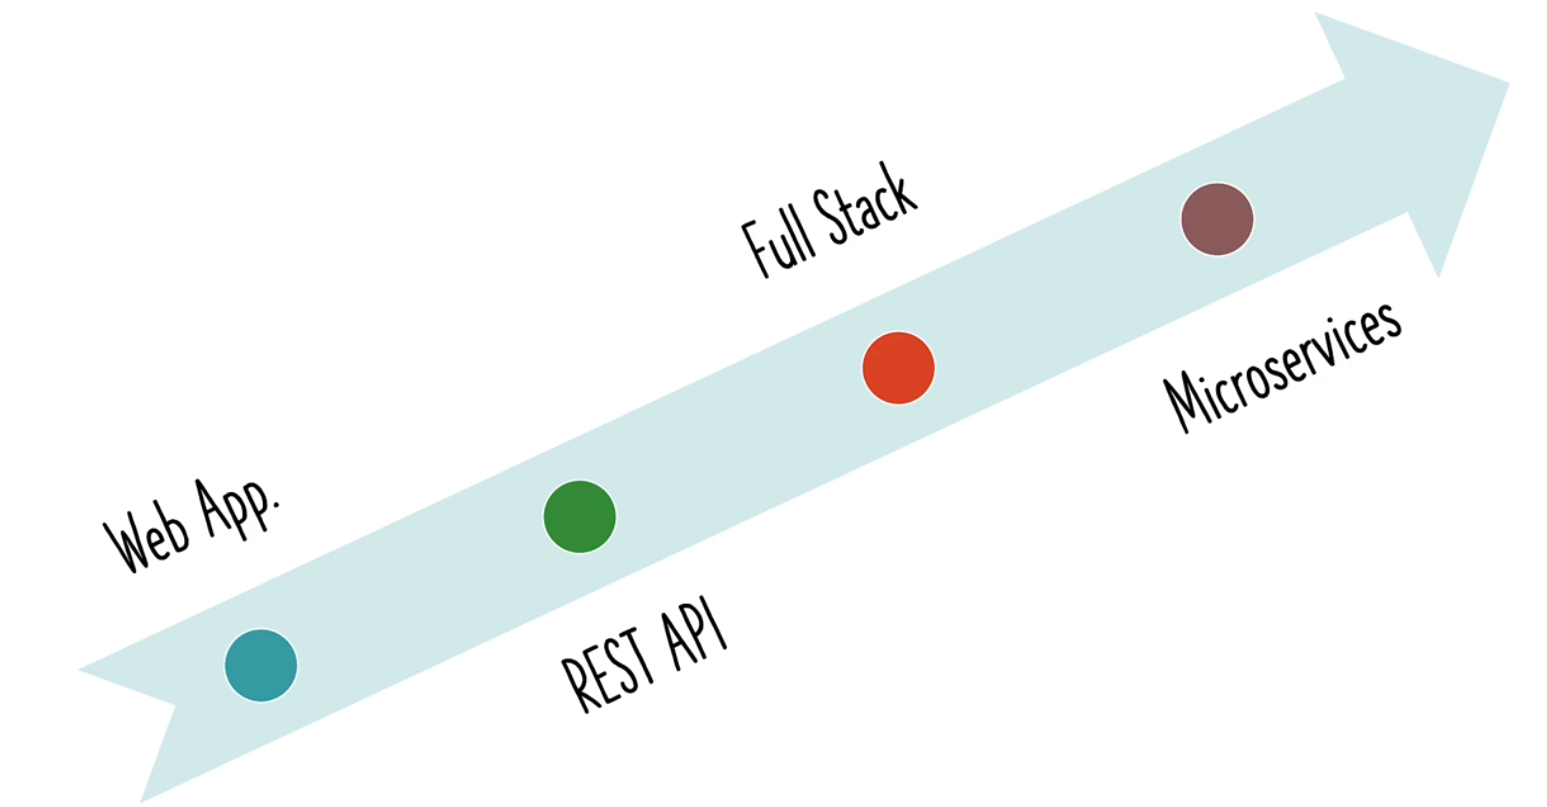 Web App.
REST API
Full Stack
Microservices